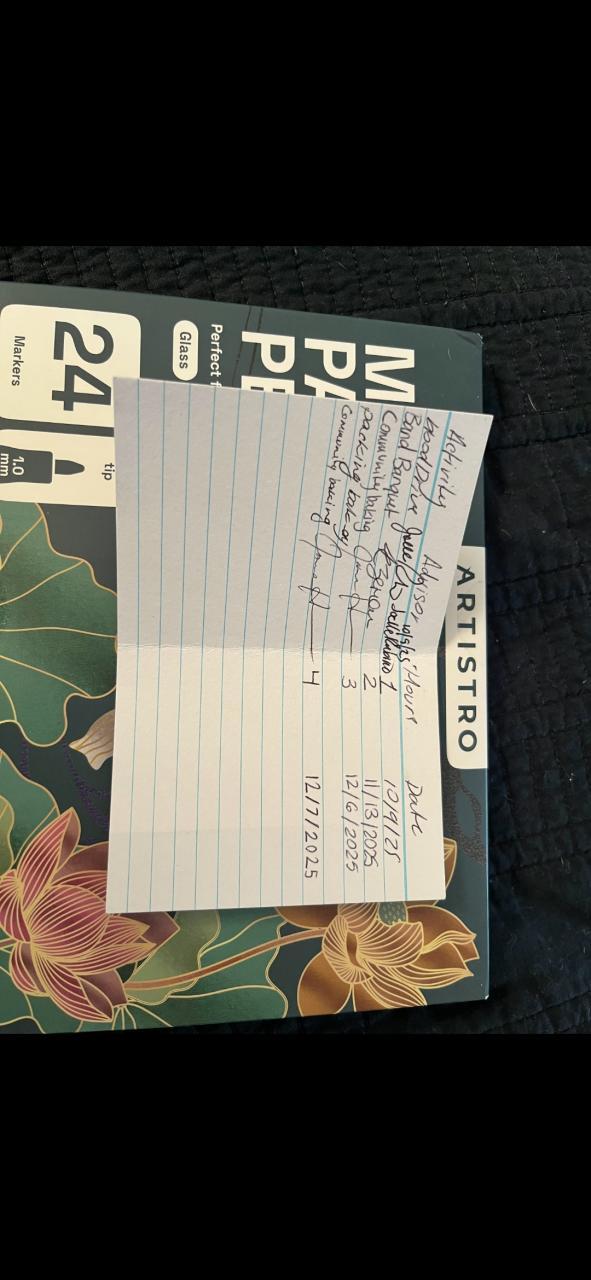 ARTISTRO
24
Markers
tip
1.0
mm
Perfect f
Glass
M
PA
PE
Activity Advisor Hours Date
Food Drive
Band Banquet 1 10/9/25
Community baking 2 11/13/2025
packing 3 12/6/2025
Community baking 4 12/7/2025